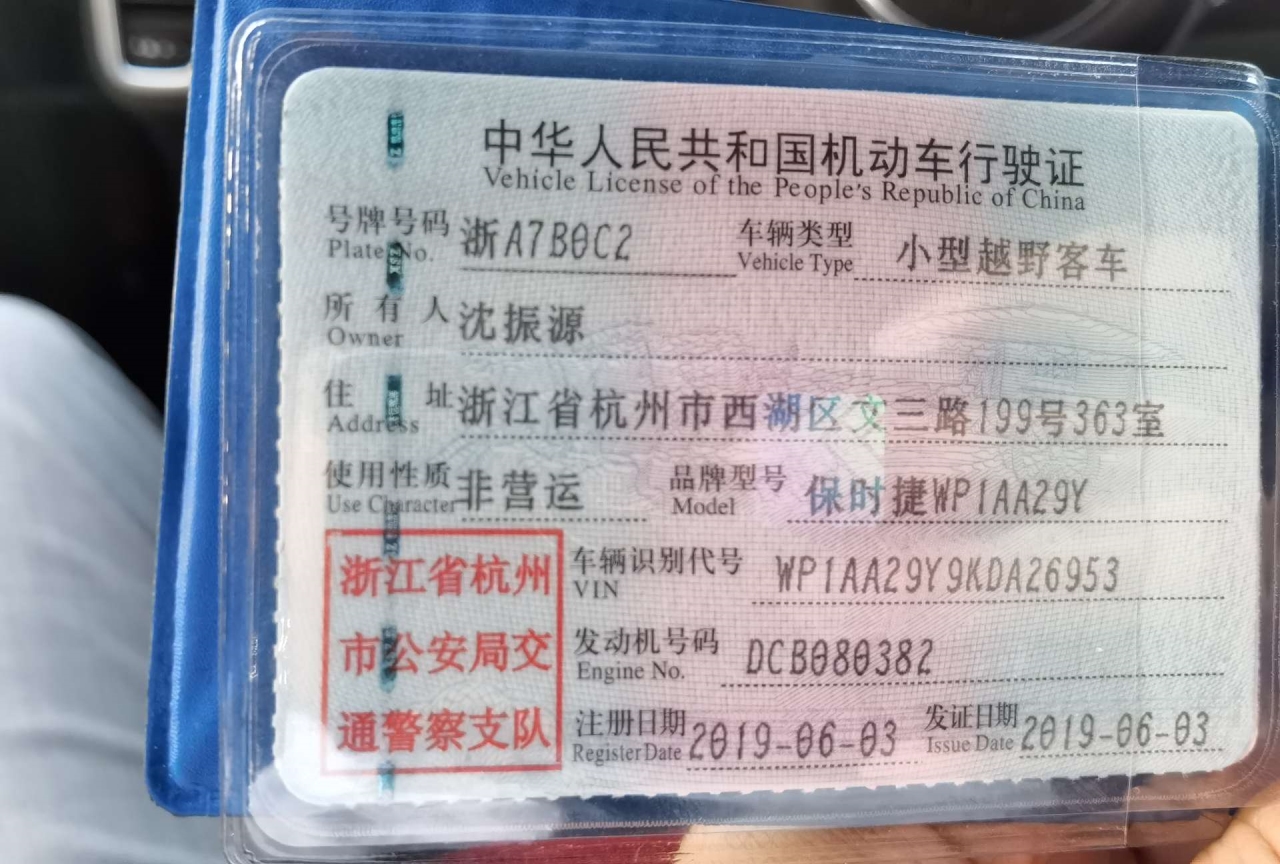 中华人民共和国机动车行驶证
Vehicle License of the People's Republic of China
号牌号码 浙A7B0C2 车辆类型 小型越野客车
Plate No. Vehicle Type
所有人 沈振源
Owner
住址 浙江省杭州市西湖区文三路199号363室
Address
使用性质 非营运 品牌型号 保时捷WP1AA29Y
Use Character Model
浙江省杭州
市公安局交
通警察支队
车辆识别代号 WP1AA29Y9KDA26953
VIN
发动机号码 DCB080382
Engine No.
注册日期 2019-06-03 发证日期 2019-06-03
Register Date Issue Date